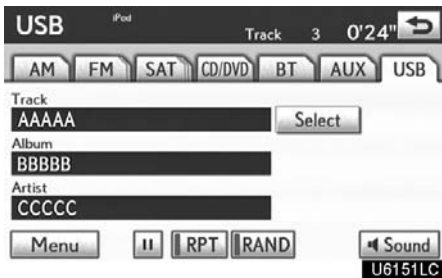 USB iPod Track 3 0'24"
AM FM SAT CD/DVD BT AUX USB
Track
AAAAA Select
Album
BBBBB
Artist
CCCCC
Menu II RPT RAND Sound
U6151LC